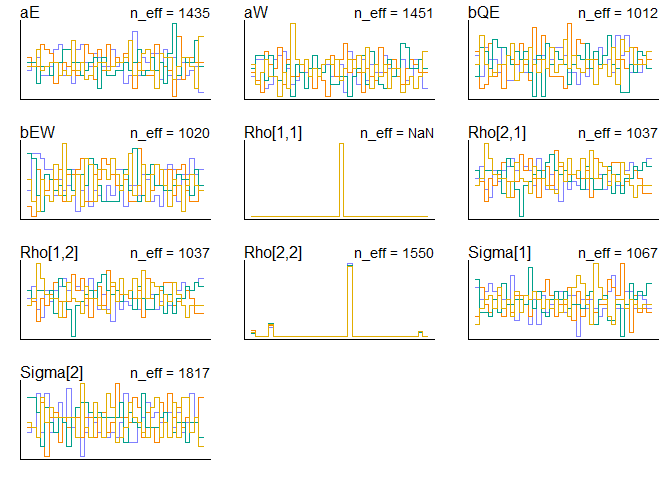 aE n_eff = 1435
aW n_eff = 1451
bQE n_eff = 1012
bEW n_eff = 1020
Rho[1,1] n_eff = NaN
Rho[2,1] n_eff = 1037
Rho[1,2] n_eff = 1037
Rho[2,2] n_eff = 1550
Sigma[1] n_eff = 1067
Sigma[2] n_eff = 1817